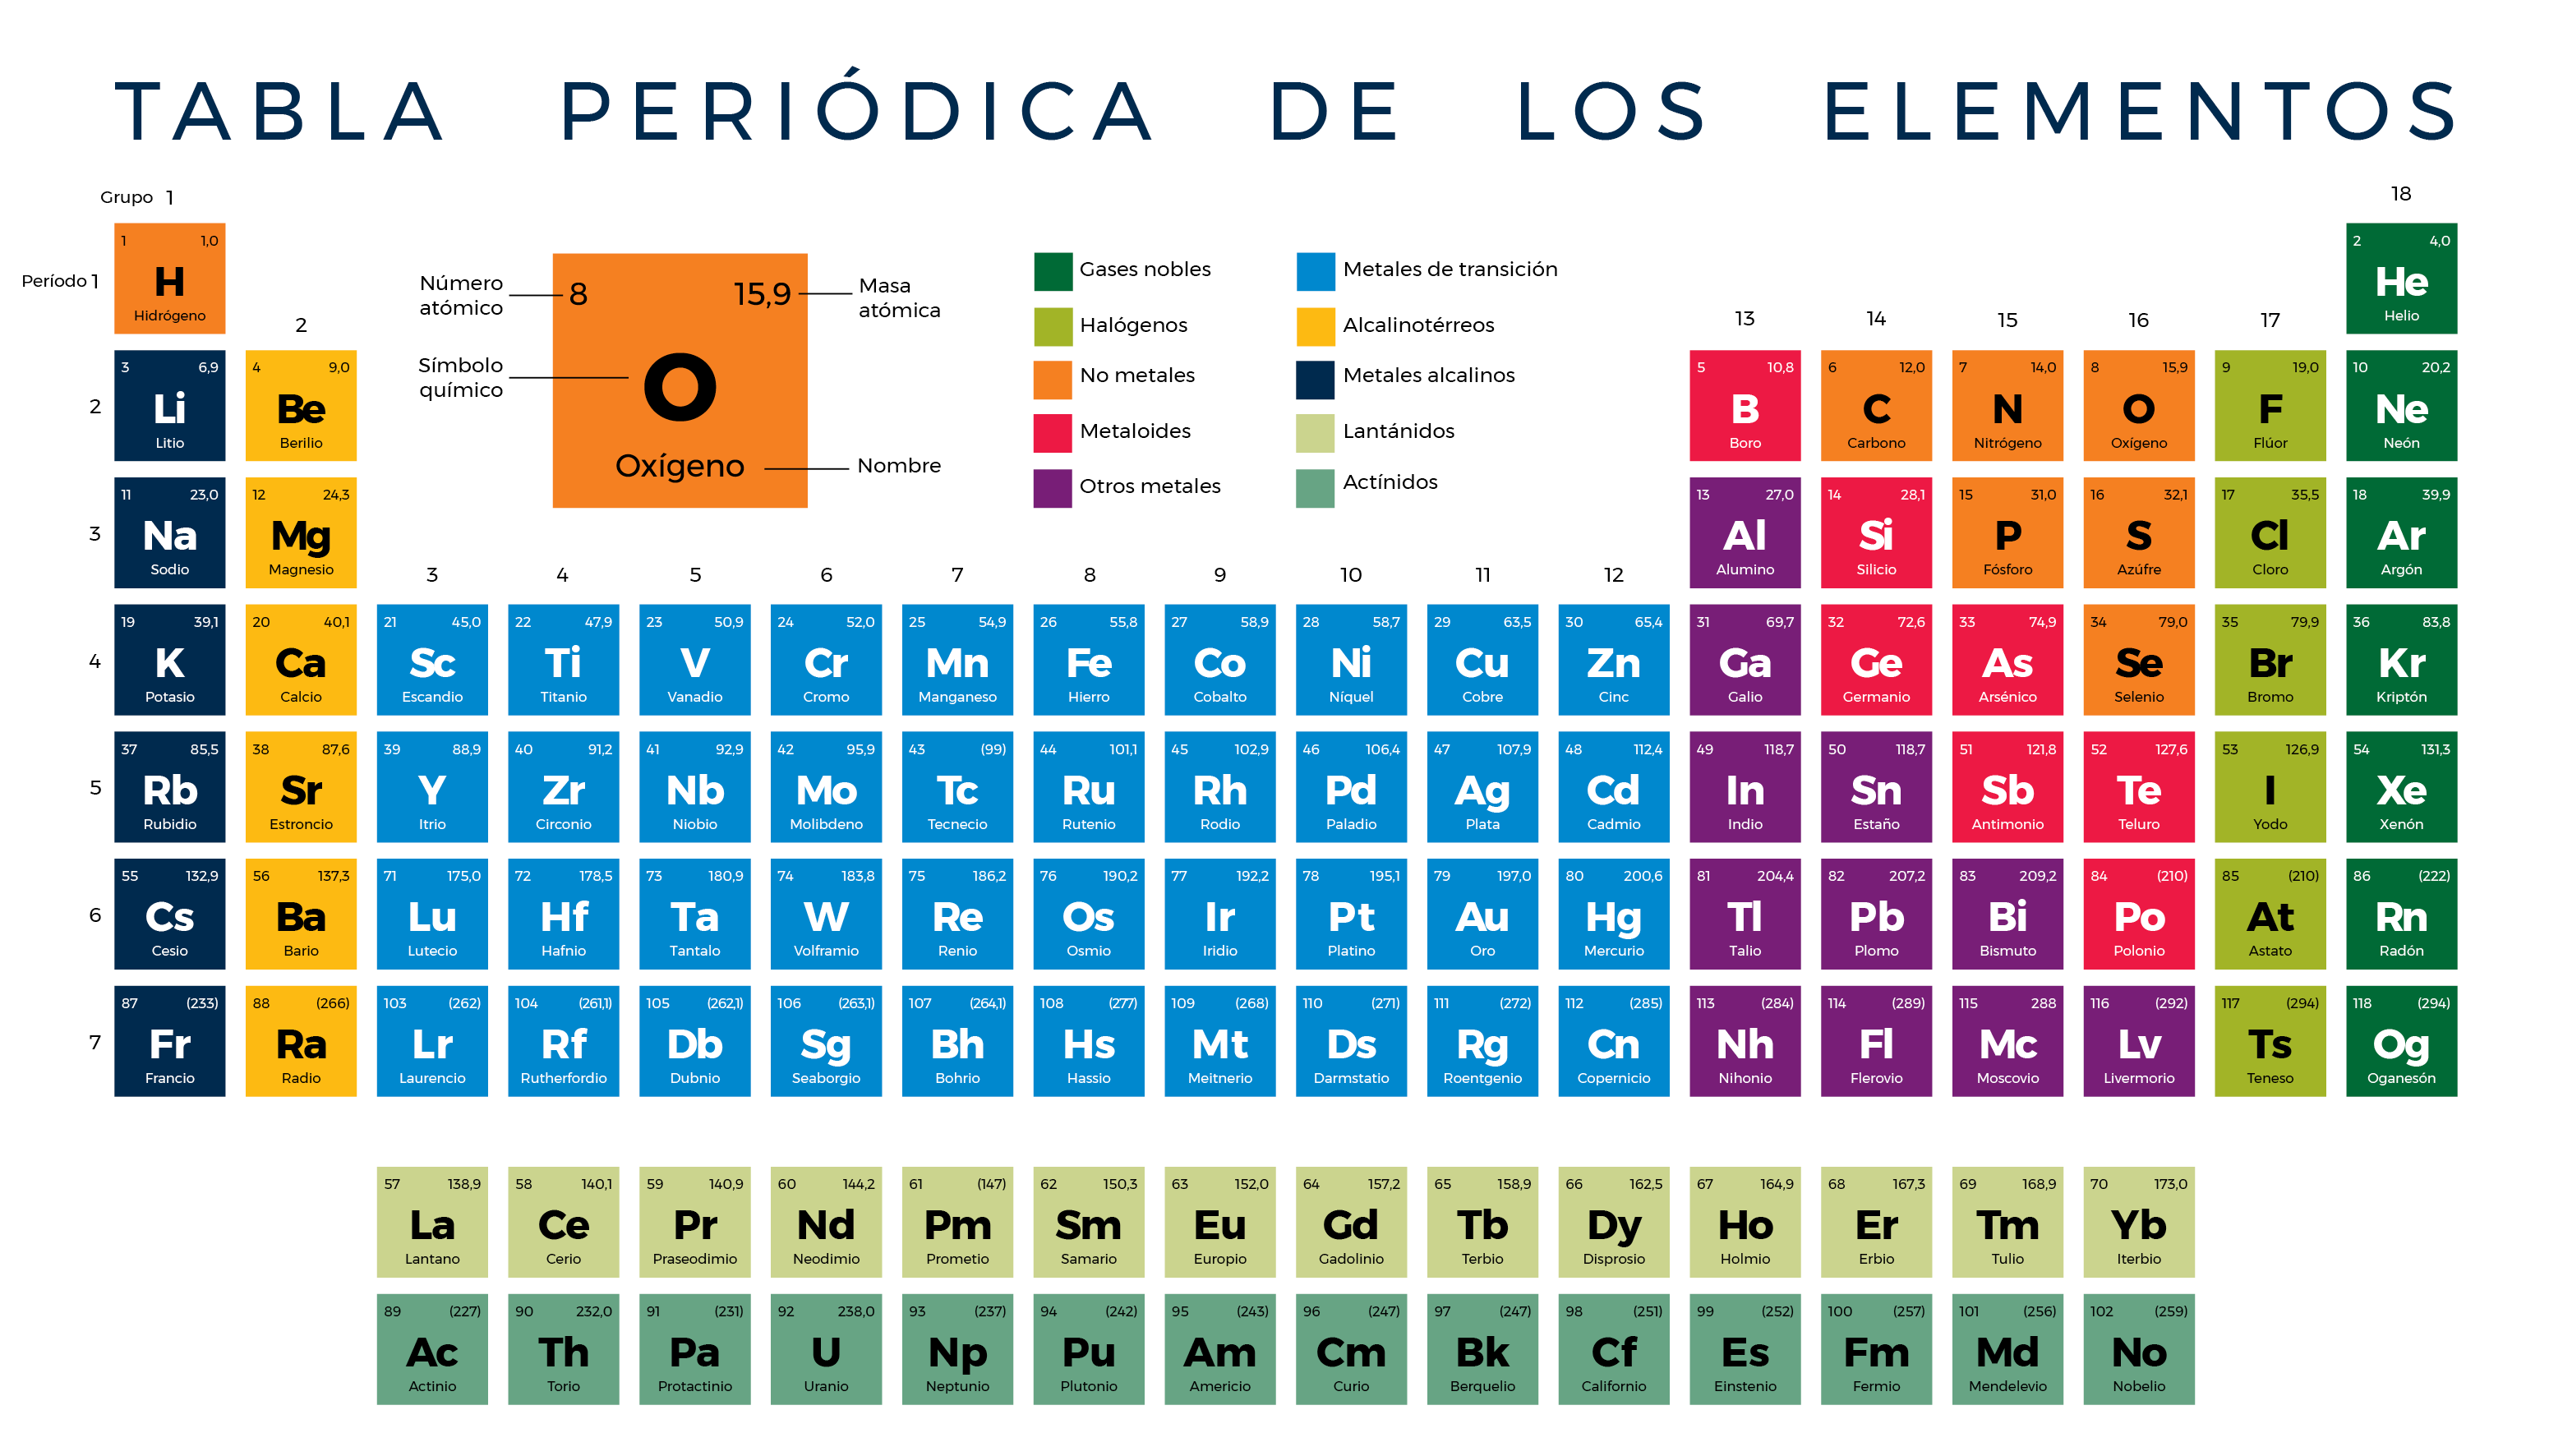 TABLA PERIÓDICA DE LOS ELEMENTOS
Grupo 1
18
Período 1
1 1,0
H
Hidrógeno
2 4,0
He
Helio
Número
atómico
8
15,9
Masa
atómica
Símbolo
químico
O
Oxígeno
Nombre
Gases nobles
Halógenos
No metales
Metaloides
Otros metales
Metales de transición
Alcalinotérreos
Metales alcalinos
Lantánidos
Actínidos
2
13 14 15 16 17
2
3 6,9
Li
Litio
4 9,0
Be
Berilio
5 10,8
B
Boro
6 12,0
C
Carbono
7 14,0
N
Nitrógeno
8 15,9
O
Oxígeno
9 19,0
F
Flúor
10 20,2
Ne
Neón
3
11 23,0
Na
Sodio
12 24,3
Mg
Magnesio
13 27,0
Al
Alumino
14 28,1
Si
Silicio
15 31,0
P
Fósforo
16 32,1
S
Azúfre
17 35,5
Cl
Cloro
18 39,9
Ar
Argón
3 4 5 6 7 8 9 10 11 12
4
19 39,1
K
Potasio
20 40,1
Ca
Calcio
21 45,0
Sc
Escandio
22 47,9
Ti
Titanio
23 50,9
V
Vanadio
24 52,0
Cr
Cromo
25 54,9
Mn
Manganeso
26 55,8
Fe
Hierro
27 58,9
Co
Cobalto
28 58,7
Ni
Níquel
29 63,5
Cu
Cobre
30 65,4
Zn
Cinc
31 69,7
Ga
Galio
32 72,6
Ge
Germanio
33 74,9
As
Arsénico
34 79,0
Se
Selenio
35 79,9
Br
Bromo
36 83,8
Kr
Kriptón
5
37 85,5
Rb
Rubidio
38 87,6
Sr
Estroncio
39 88,9
Y
Itrio
40 91,2
Zr
Circonio
41 92,9
Nb
Niobio
42 95,9
Mo
Molibdeno
43 (99)
Tc
Tecnecio
44 101,1
Ru
Rutenio
45 102,9
Rh
Rodio
46 106,4
Pd
Paladio
47 107,9
Ag
Plata
48 112,4
Cd
Cadmio
49 118,7
In
Indio
50 118,7
Sn
Estaño
51 121,8
Sb
Antimonio
52 127,6
Te
Teluro
53 126,9
I
Yodo
54 131,3
Xe
Xenón
6
55 132,9
Cs
Cesio
56 137,3
Ba
Bario
71 175,0
Lu
Lutecio
72 178,5
Hf
Hafnio
73 180,9
Ta
Tantalo
74 183,8
W
Volframio
75 186,2
Re
Renio
76 190,2
Os
Osmio
77 192,2
Ir
Iridio
78 195,1
Pt
Platino
79 197,0
Au
Oro
80 200,6
Hg
Mercurio
81 204,4
Tl
Talio
82 207,2
Pb
Plomo
83 209,2
Bi
Bismuto
84 (210)
Po
Polonio
85 (210)
At
Astato
86 (222)
Rn
Radón
7
87 (233)
Fr
Francio
88 (266)
Ra
Radio
103 (262)
Lr
Laurencio
104 (261,1)
Rf
Rutherfordio
105 (262,1)
Db
Dubnio
106 (263,1)
Sg
Seaborgio
107 (264,1)
Bh
Bohrio
108 (277)
Hs
Hassio
109 (268)
Mt
Meitnerio
110 (271)
Ds
Darmstatio
111 (272)
Rg
Roentgenio
112 (285)
Cn
Copernicio
113 (284)
Nh
Nihonio
114 (289)
Fl
Flerovio
115 288
Mc
Moscovio
116 (292)
Lv
Livermorio
117 (294)
Ts
Teneso
118 (294)
Og
Oganesón
57 138,9
La
Lantano
58 140,1
Ce
Cerio
59 140,9
Pr
Praseodimio
60 144,2
Nd
Neodimio
61 (147)
Pm
Prometio
62 150,3
Sm
Samario
63 152,0
Eu
Europio
64 157,2
Gd
Gadolinio
65 158,9
Tb
Terbio
66 162,5
Dy
Disprosio
67 164,9
Ho
Holmio
68 167,3
Er
Erbio
69 168,9
Tm
Tulio
70 173,0
Yb
Iterbio
89 (227)
Ac
Actinio
90 232,0
Th
Torio
91 (231)
Pa
Protactinio
92 238,0
U
Uranio
93 (237)
Np
Neptunio
94 (242)
Pu
Plutonio
95 (243)
Am
Americio
96 (247)
Cm
Curio
97 (247)
Bk
Berquelio
98 (251)
Cf
Californio
99 (252)
Es
Einstenio
100 (257)
Fm
Fermio
101 (256)
Md
Mendelevio
102 (259)
No
Nobelio